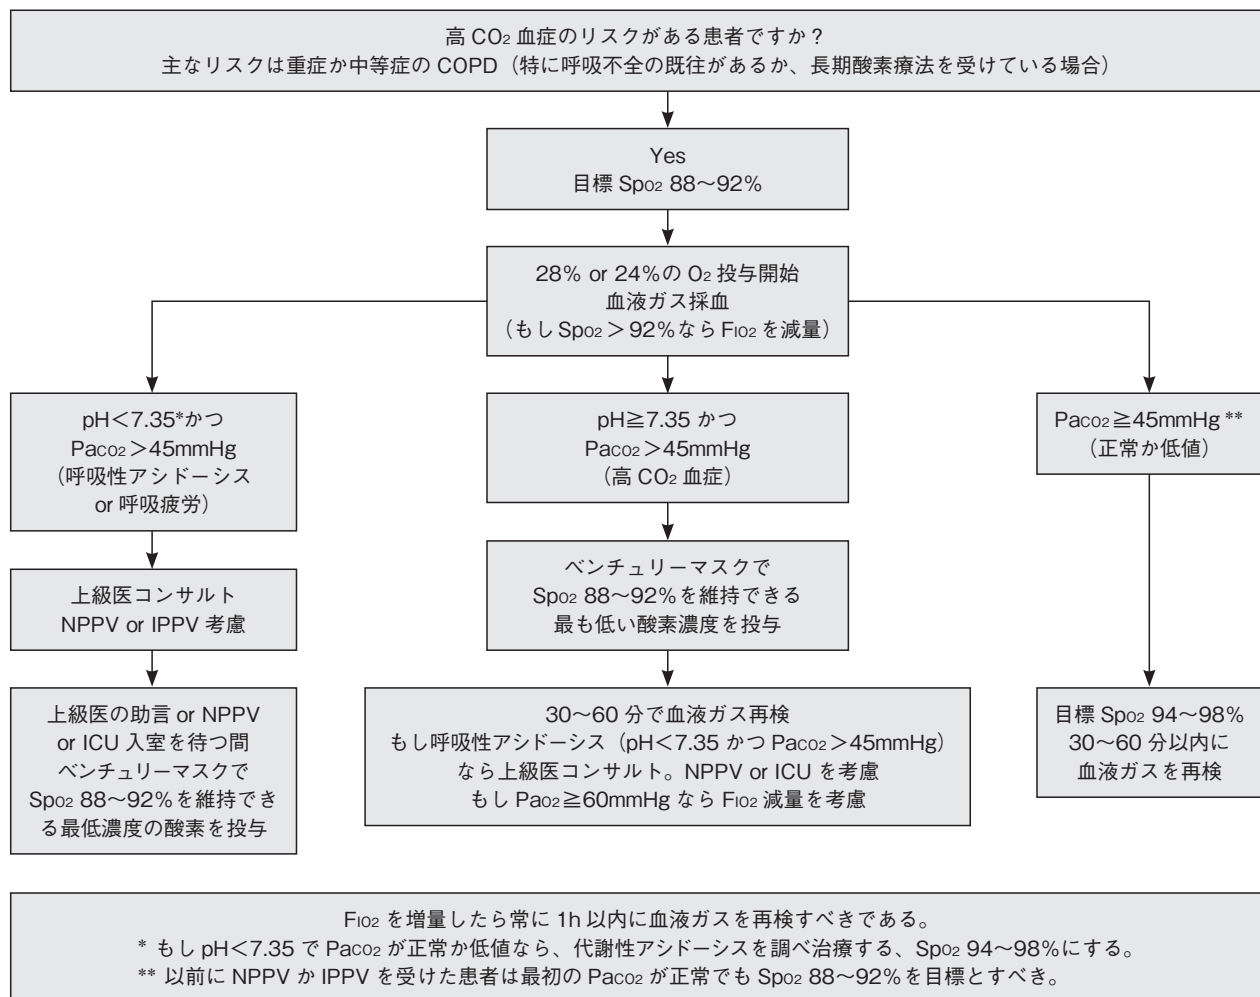 高 CO2 血症のリスクがある患者ですか？
主なリスクは重症か中等症の COPD（特に呼吸不全の既往があるか、長期酸素療法を受けている場合）
Yes
目標 SpO2 88～92%
28% or 24%の O2 投与開始
血液ガス採血
（もし SpO2＞92%なら FIO2 を減量）
pH＜7.35*かつ
PaCO2＞45mmHg
（呼吸性アシドーシス
or 呼吸疲労）
上級医コンサルト
NPPV or IPPV 考慮
上級医の助言 or NPPV
or ICU 入室を待つ間
ベンチュリーマスクで
SpO2 88～92%を維持でき
る最低濃度の酸素を投与
pH≧7.35 かつ
PaCO2＞45mmHg
（高 CO2 血症）
ベンチュリーマスクで
SpO2 88～92%を維持できる
最も低い酸素濃度を投与
30～60 分で血液ガス再検
もし呼吸性アシドーシス（pH＜7.35 かつ PaCO2＞45mmHg）
なら上級医コンサルト。NPPV or ICU を考慮
もし PaO2≧60mmHg なら FIO2 減量を考慮
PaCO2≧45mmHg **
（正常か低値）
目標 SpO2 94～98%
30～60 分以内に
血液ガスを再検
FIO2 を増量したら常に 1h 以内に血液ガスを再検すべきである。
* もし pH＜7.35 で PaCO2 が正常か低値なら、代謝性アシドーシスを調べ治療する、SpO2 94～98%にする。
** 以前に NPPV か IPPV を受けた患者は最初の PaCO2 が正常でも SpO2 88～92%を目標とすべき。